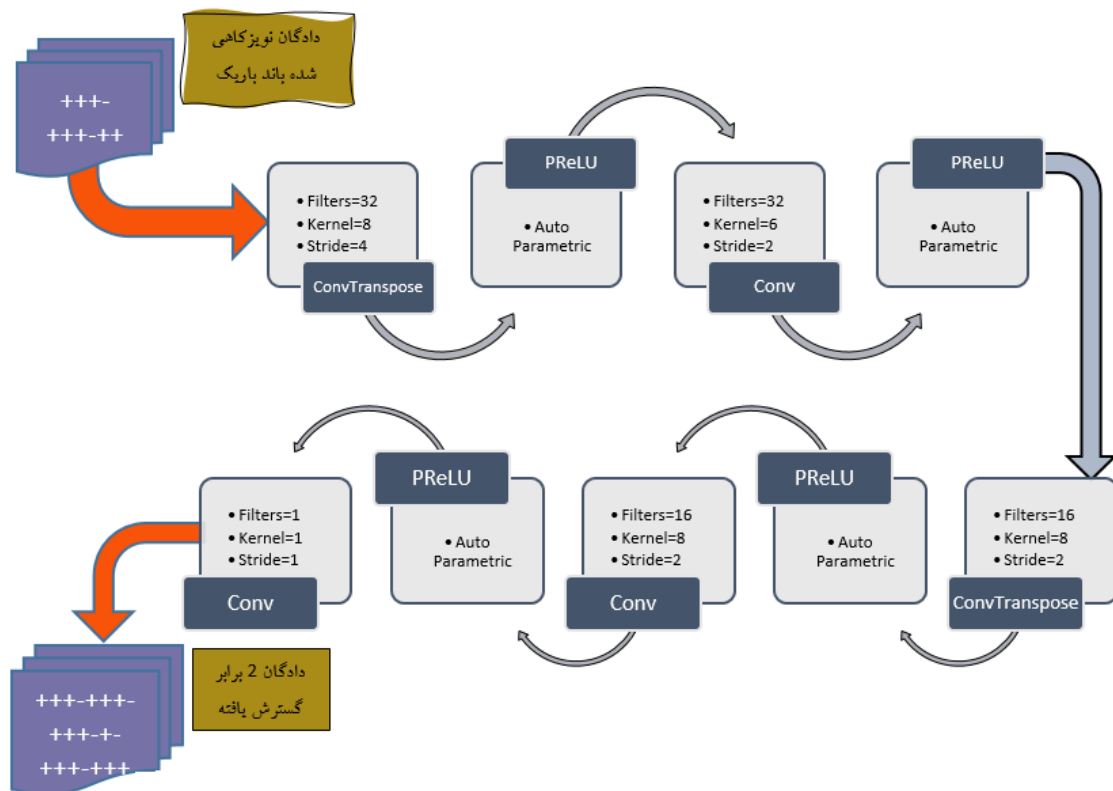 دادگان نویزکاهی
شده باند باریک
+++-
+++-++
• Filters=32
• Kernel=8
• Stride=4
ConvTranspose
PReLU
• Auto
Parametric
• Filters=32
• Kernel=6
• Stride=2
Conv
PReLU
• Auto
Parametric
• Filters=16
• Kernel=8
• Stride=2
ConvTranspose
PReLU
• Auto
Parametric
• Filters=16
• Kernel=8
• Stride=2
Conv
PReLU
• Auto
Parametric
• Filters=1
• Kernel=1
• Stride=1
Conv
دادگان 2 برابر
گسترش یافته
+++-+++-
+++-+-
+++-+++